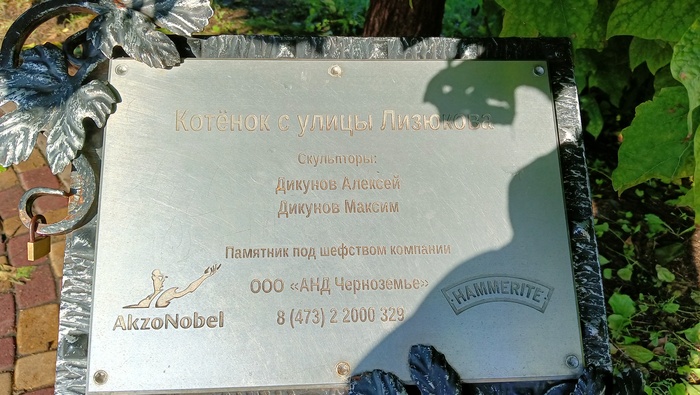 Котёнок с улицы Лизюкова
Скульпторы:
Дикунов Алексей
Дикунов Максим
Памятник под шефством компании
ООО «АНД Черноземье»
8 (473) 2 2000 329
AkzoNobel
HAMMERITE